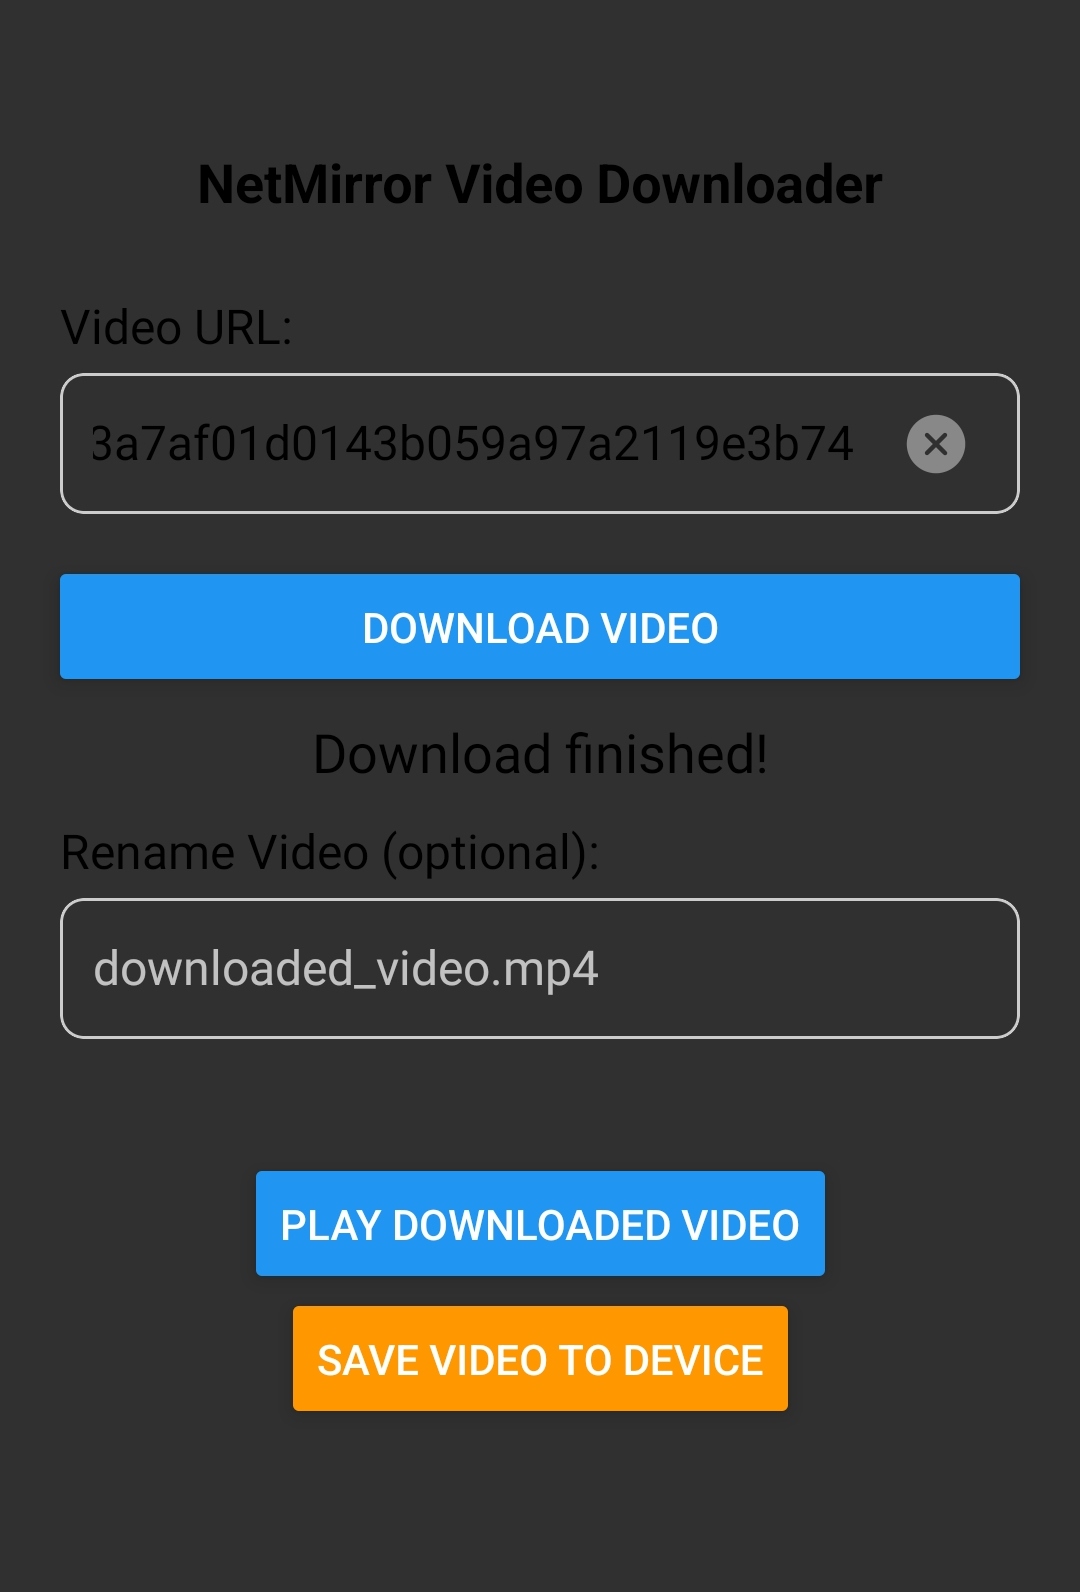 NetMirror Video Downloader
Video URL:
3a7af01d0143b059a97a2119e3b74
DOWNLOAD VIDEO
Download finished!
Rename Video (optional):
downloaded_video.mp4
PLAY DOWNLOADED VIDEO
SAVE VIDEO TO DEVICE